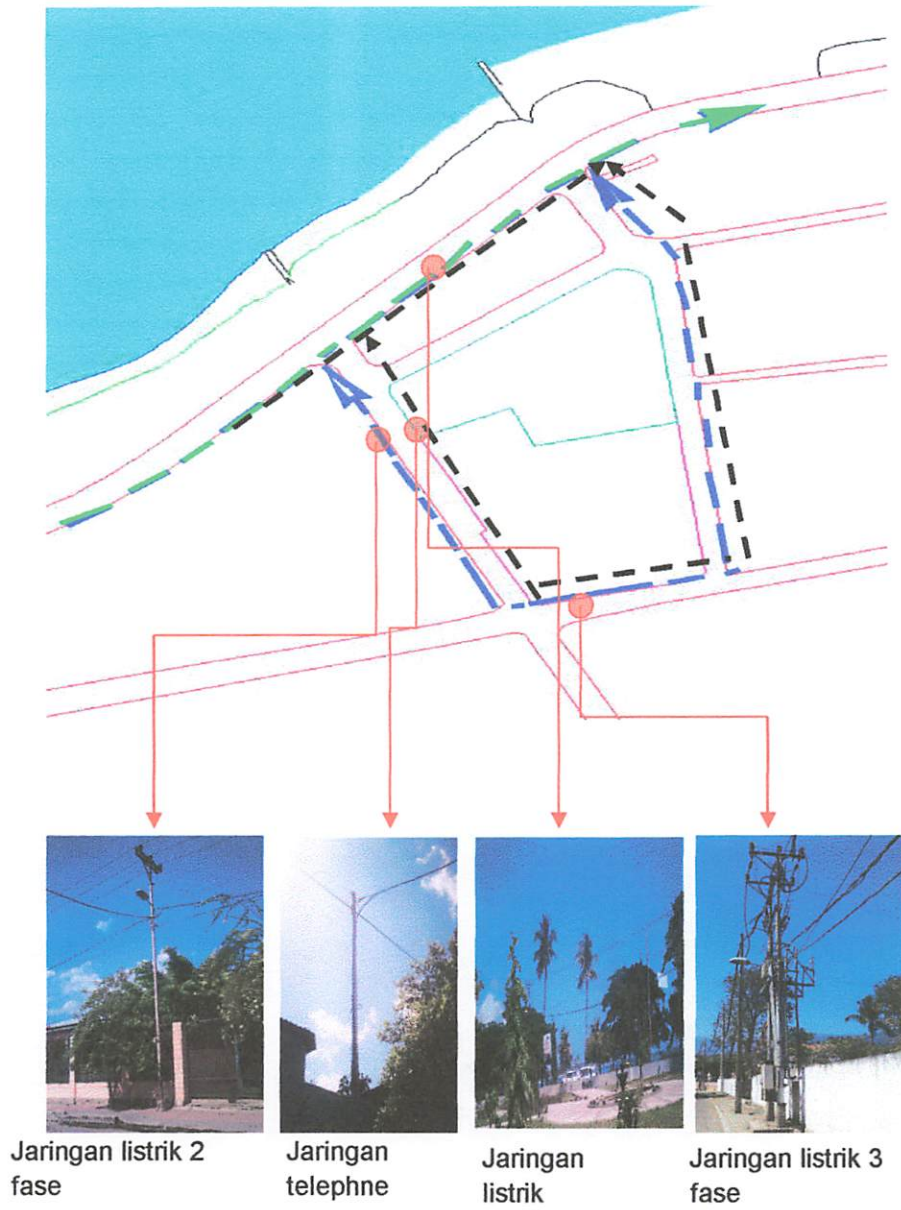 Jaringan listrik 2
fase
Jaringan
telephne
Jaringan
listrik
Jaringan listrik 3
fase